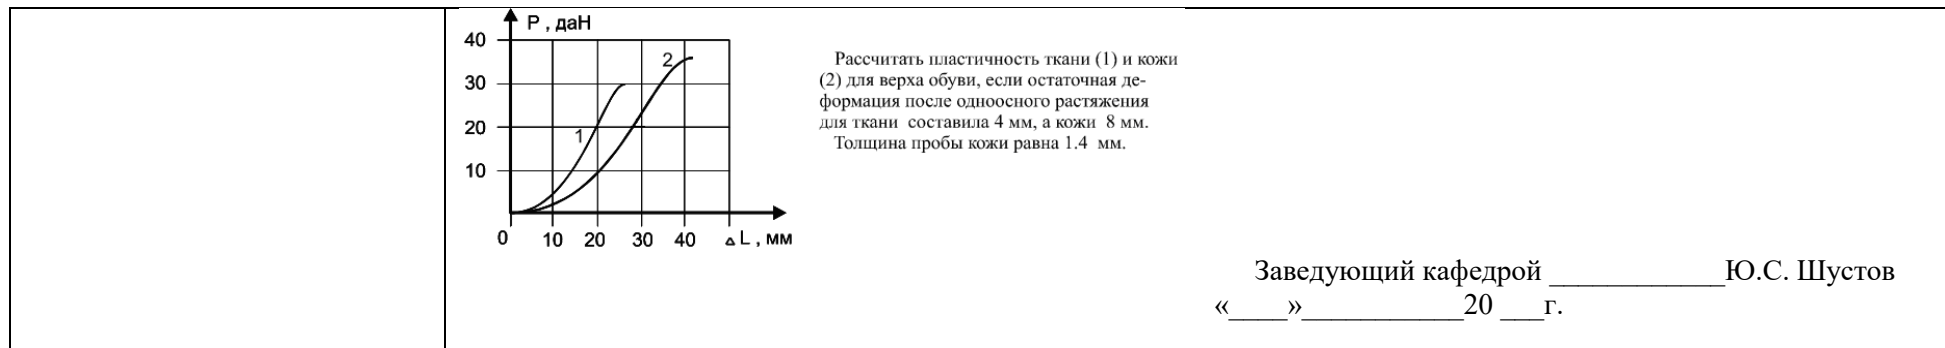 P , даН
40
30
20
10
2
1
0
10
20
30
40
Δ L , мм
Рассчитать пластичность ткани (1) и кожи
(2) для верха обуви, если остаточная де-
формация после одноосного растяжения
для ткани составила 4 мм, а кожи 8 мм.
Толщина пробы кожи равна 1.4 мм.
Заведующий кафедрой ____________Ю.С. Шустов
«____»___________20 ___г.